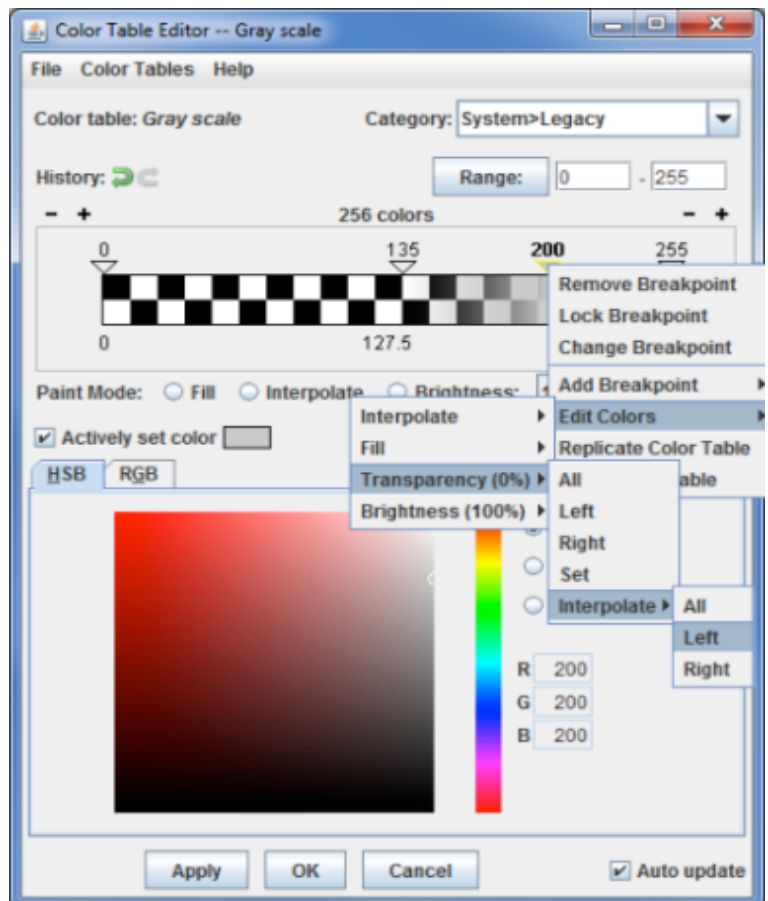 Color Table Editor -- Gray scale
File Color Tables Help
Color table: Gray scale Category: System>Legacy
History: Range: 0 - 255
- + 256 colors - +
0 135 200 255
0 127.5
Remove Breakpoint
Lock Breakpoint
Change Breakpoint
Add Breakpoint
Edit Colors
Replicate Color Table
able
Paint Mode: Fill Interpolate Brightness:
Actively set color
Interpolate
Fill
Transparency (0%)
Brightness (100%)
All
Left
Right
Set
Interpolate
All
Left
Right
HSB RGB
R 200
G 200
B 200
Apply OK Cancel Auto update